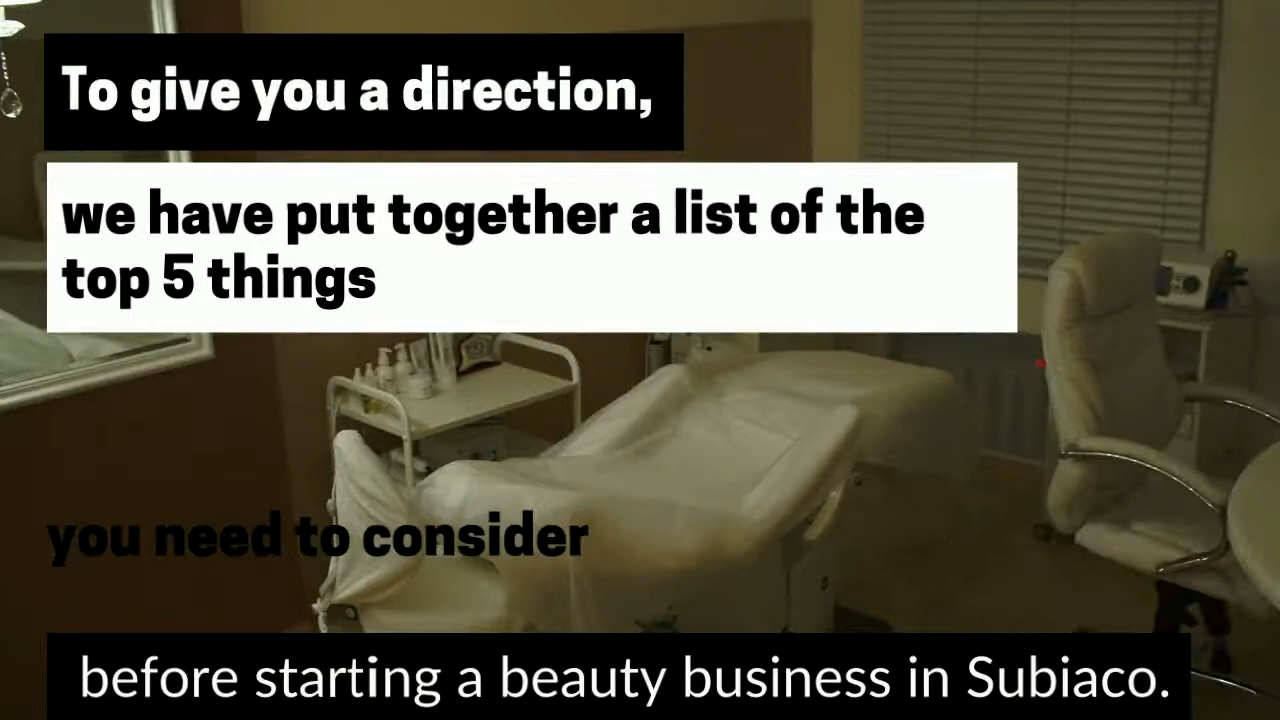 To give you a direction,
we have put together a list of the
top 5 things
you need to consider
before starting a beauty business in Subiaco.